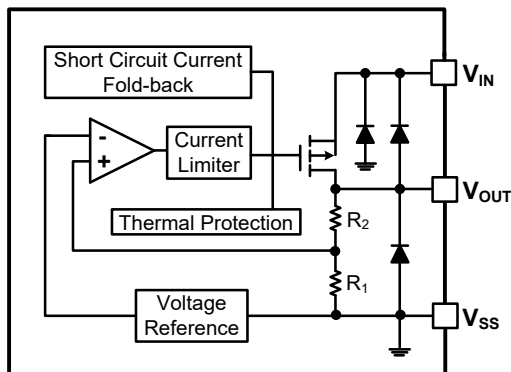 Short Circuit Current
Fold-back
V_IN
-
+
Current
Limiter
V_OUT
Thermal Protection
R_2
R_1
Voltage
Reference
V_SS